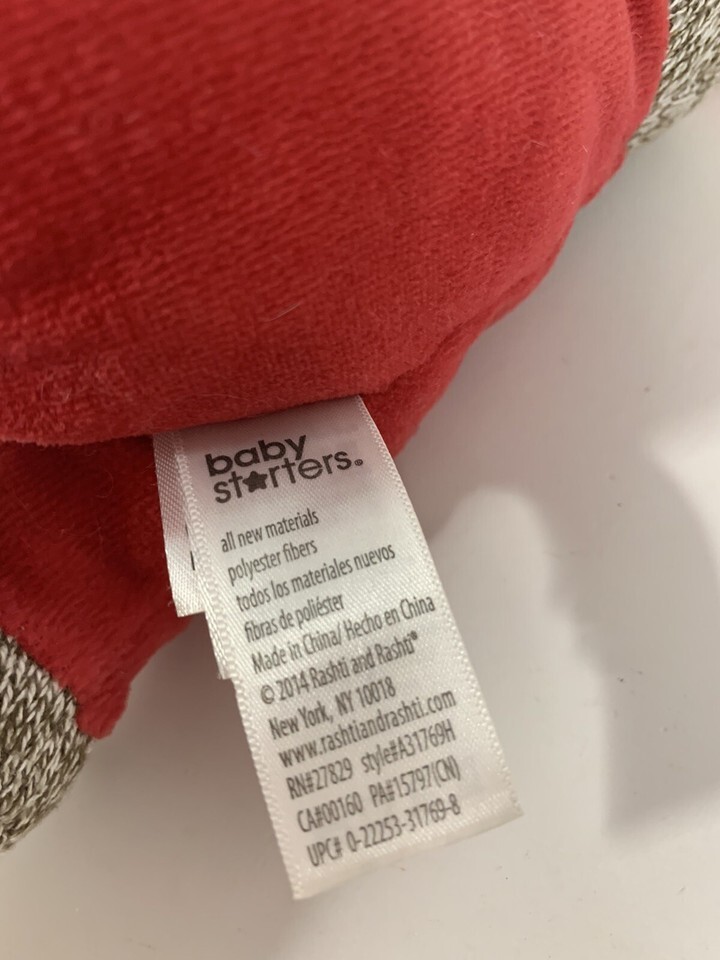 baby
starters®
all new materials
polyester fibers
todos los materiales nuevos
fibras de poliéster
Made in China/ Hecho en China
© 2014 Rashti and Rashti®
New York, NY 10018
www.rashtiandrashti.com
RN#27829 style#A31769H
CA#00160 PA#15797(CN)
UPC# 0-22253-31769-8